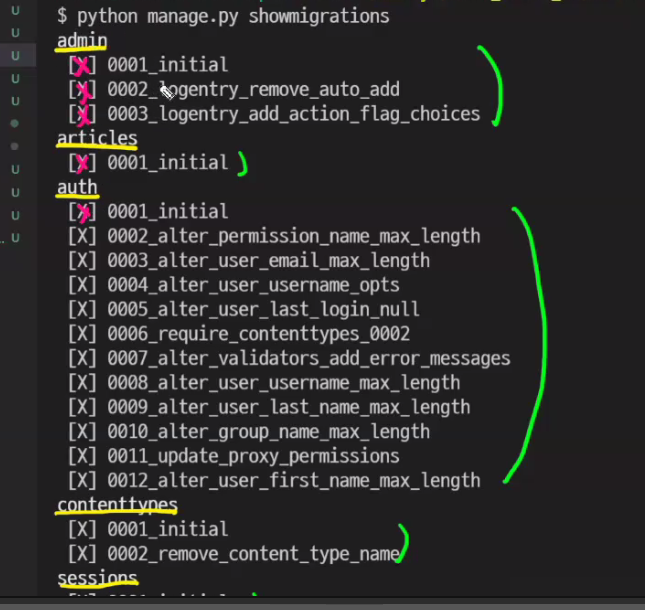 $ python manage.py showmigrations
admin
[X] 0001_initial
[X] 0002_logentry_remove_auto_add
[X] 0003_logentry_add_action_flag_choices
articles
[X] 0001_initial
auth
[X] 0001_initial
[X] 0002_alter_permission_name_max_length
[X] 0003_alter_user_email_max_length
[X] 0004_alter_user_username_opts
[X] 0005_alter_user_last_login_null
[X] 0006_require_contenttypes_0002
[X] 0007_alter_validators_add_error_messages
[X] 0008_alter_user_username_max_length
[X] 0009_alter_user_last_name_max_length
[X] 0010_alter_group_name_max_length
[X] 0011_update_proxy_permissions
[X] 0012_alter_user_first_name_max_length
contenttypes
[X] 0001_initial
[X] 0002_remove_content_type_name
sessions
U
U
U
U
U
U
U
U
U